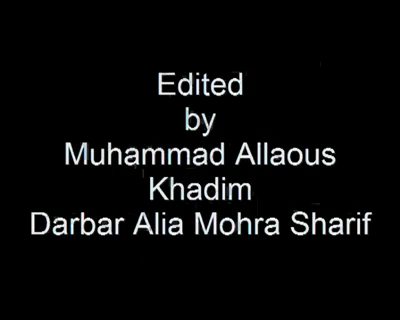 Edited
by
Muhammad Allaous
Khadim
Darbar Alia Mohra Sharif